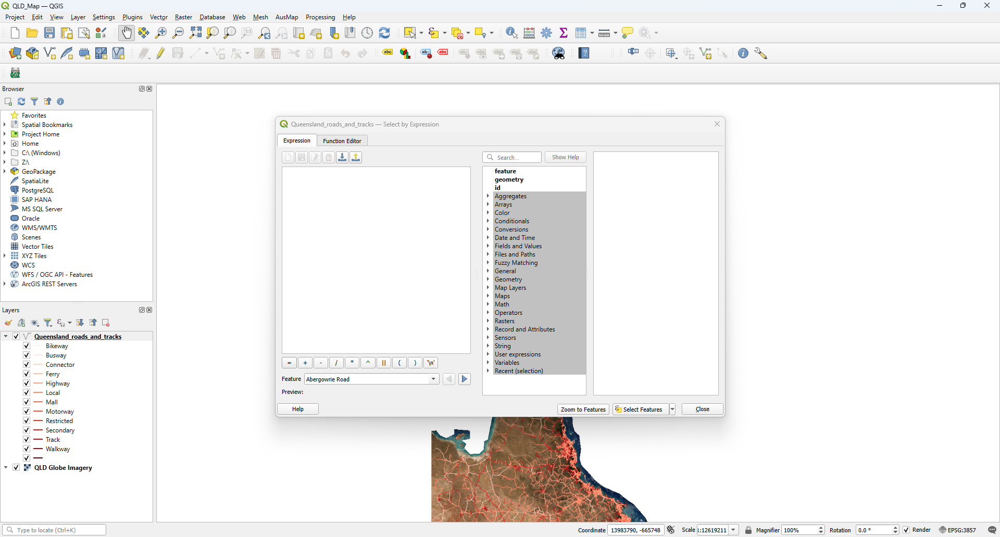 QLD_Map — QGIS
Project Edit View Layer Settings Plugins Vector Raster Database Web Mesh AusMap Processing Help
Browser
Favorites
Spatial Bookmarks
Project Home
Home
C:\ (Windows)
Z:\
GeoPackage
SpatiaLite
PostgreSQL
SAP HANA
MS SQL Server
Oracle
WMS/WMTS
Scenes
Vector Tiles
XYZ Tiles
WCS
WFS / OGC API - Features
ArcGIS REST Servers
Layers
Queensland_roads_and_tracks
Bikeway
Busway
Connector
Ferry
Highway
Local
Mall
Motorway
Restricted
Secondary
Track
Walkway
QLD Globe Imagery
Queensland_roads_and_tracks — Select by Expression
Expression Function Editor
Search... Show Help
feature
geometry
id
Aggregates
Arrays
Color
Conditionals
Conversions
Date and Time
Fields and Values
Files and Paths
Fuzzy Matching
General
Geometry
Map Layers
Maps
Math
Operators
Rasters
Record and Attributes
Sensors
String
User expressions
Variables
Recent (selection)
= + - / * ^ || ( ) '\n'
Feature Abergowrie Road
Preview:
Help Zoom to Features Select Features Close
Type to locate (Ctrl+K) Coordinate 13983790, -665748 Scale 1:12619211 Magnifier 100% Rotation 0.0 ° Render EPSG:3857